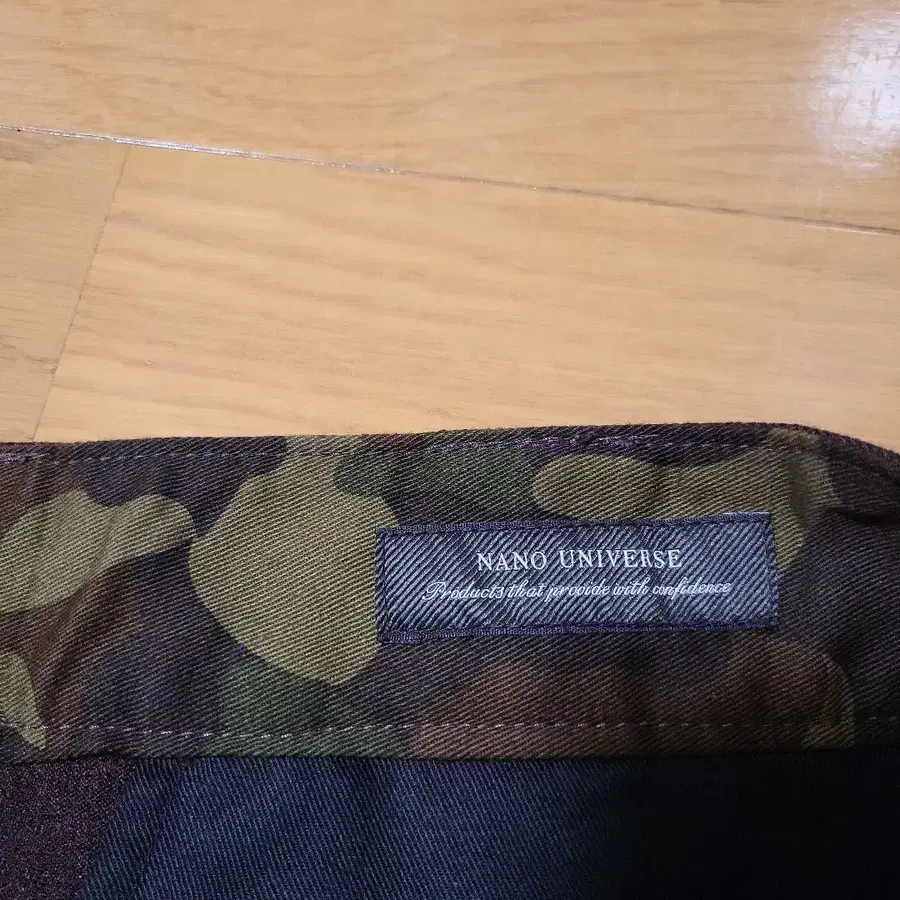 NANO UNIVERSE
Products that provide with confidence